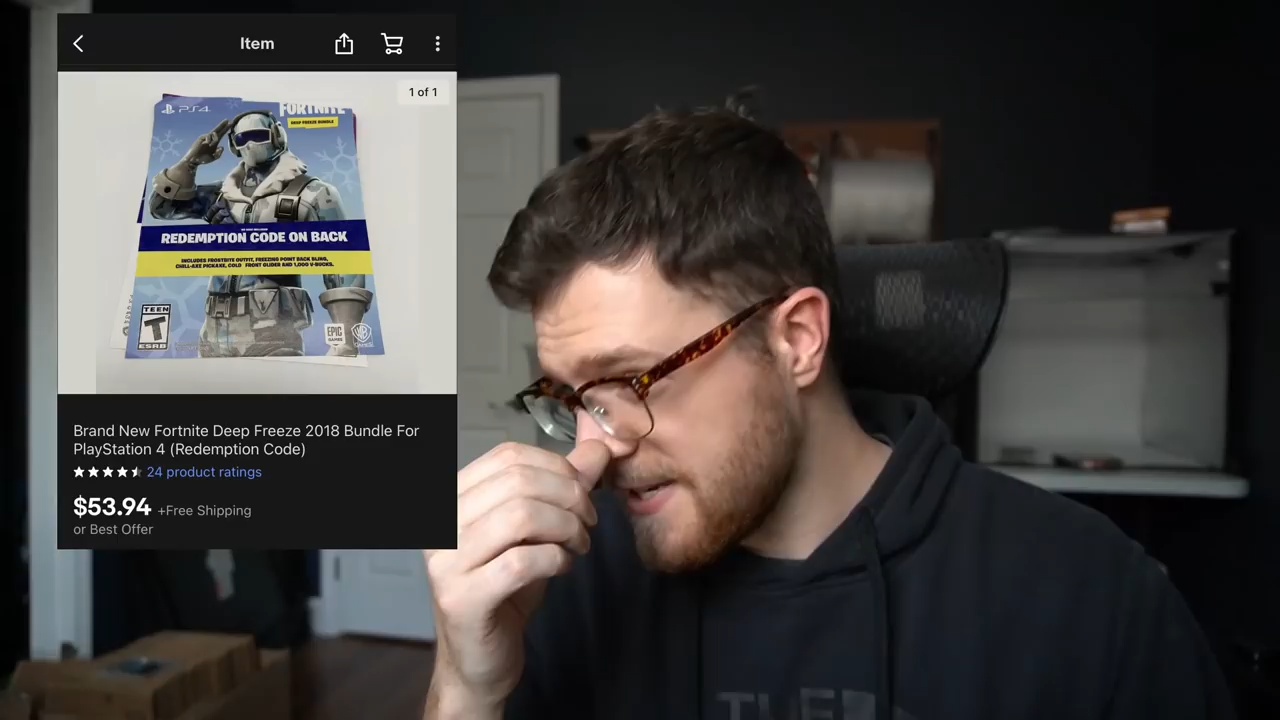 Item
1 of 1
PS4
FORTNITE
DEEP FREEZE BUNDLE
REDEMPTION CODE ON BACK
INCLUDES FROSTBITE OUTFIT, FREEZING POINT BACK BLING,
CHILL-AXE PICKAXE, COLD FRONT GLIDER AND 1,000 V-BUCKS.
TEEN
T
ESRB
EPIC
GAMES
WB
GAMES
Brand New Fortnite Deep Freeze 2018 Bundle For
PlayStation 4 (Redemption Code)
24 product ratings
$53.94 +Free Shipping
or Best Offer